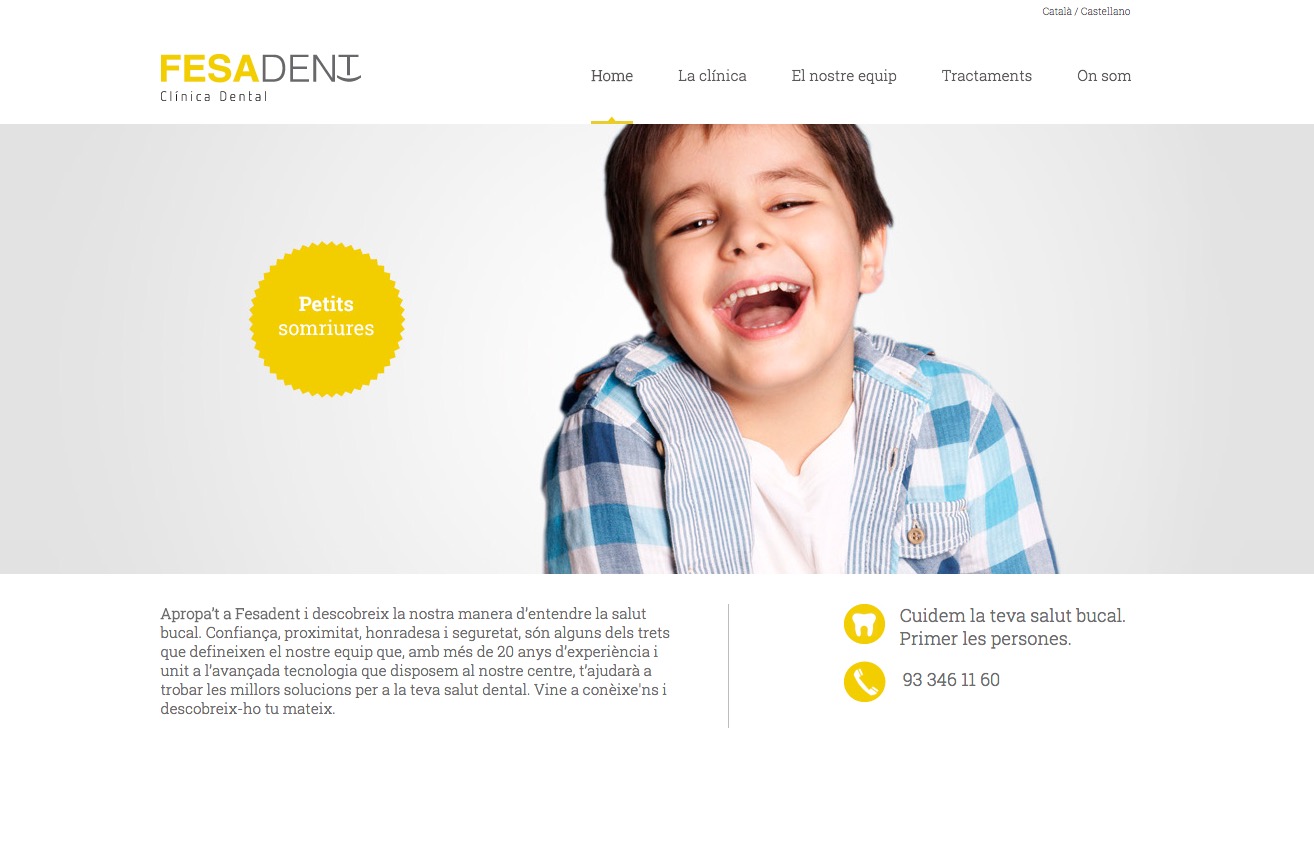 Català / Castellano
FESADENT
Clínica Dental
Home
La clínica
El nostre equip
Tractaments
On som
Petits
somriures
Apropa’t a Fesadent i descobreix la nostra manera d’entendre la salut
bucal. Confiança, proximitat, honradesa i seguretat, són alguns dels trets
que defineixen el nostre equip que, amb més de 20 anys d’experiència i
unit a l’avançada tecnologia que disposem al nostre centre, t’ajudarà a
trobar les millors solucions per a la teva salut dental. Vine a conèixe'ns i
descobreix-ho tu mateix.
Cuidem la teva salut bucal.
Primer les persones.
93 346 11 60